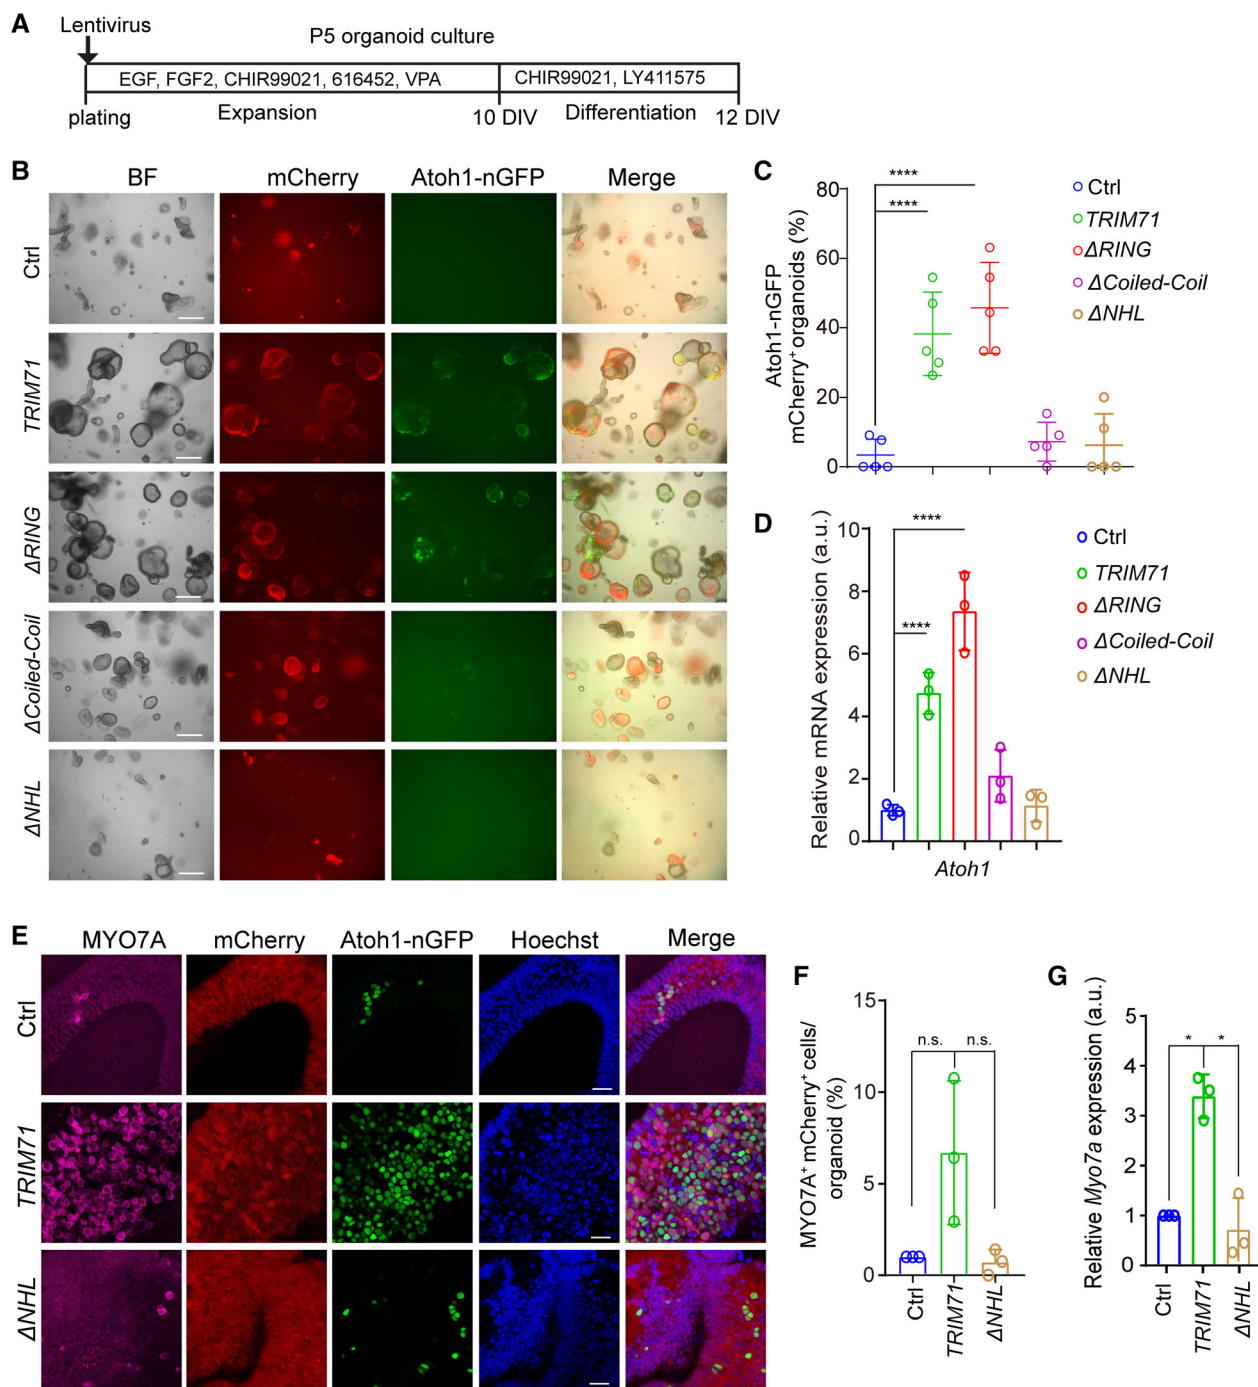 A
Lentivirus
P5 organoid culture
EGF, FGF2, CHIR99021, 616452, VPA
CHIR99021, LY411575
plating
Expansion
10 DIV
Differentiation
12 DIV
B
BF
mCherry
Atoh1-nGFP
Merge
Ctrl
TRIM71
ΔRING
ΔCoiled-Coil
ΔNHL
C
Atoh1-nGFP
mCherry⁺ organoids (%)
80
60
40
20
0
****
****
Ctrl
TRIM71
ΔRING
ΔCoiled-Coil
ΔNHL
D
Relative mRNA expression (a.u.)
10
8
6
4
2
0
****
****
Atoh1
Ctrl
TRIM71
ΔRING
ΔCoiled-Coil
ΔNHL
E
MYO7A
mCherry
Atoh1-nGFP
Hoechst
Merge
Ctrl
TRIM71
ΔNHL
F
MYO7A⁺ mCherry⁺ cells/
organoid (%)
15
10
5
0
n.s.
n.s.
Ctrl
TRIM71
ΔNHL
G
Relative Myo7a expression (a.u.)
5
4
3
2
1
0
*
*
Ctrl
TRIM71
ΔNHL